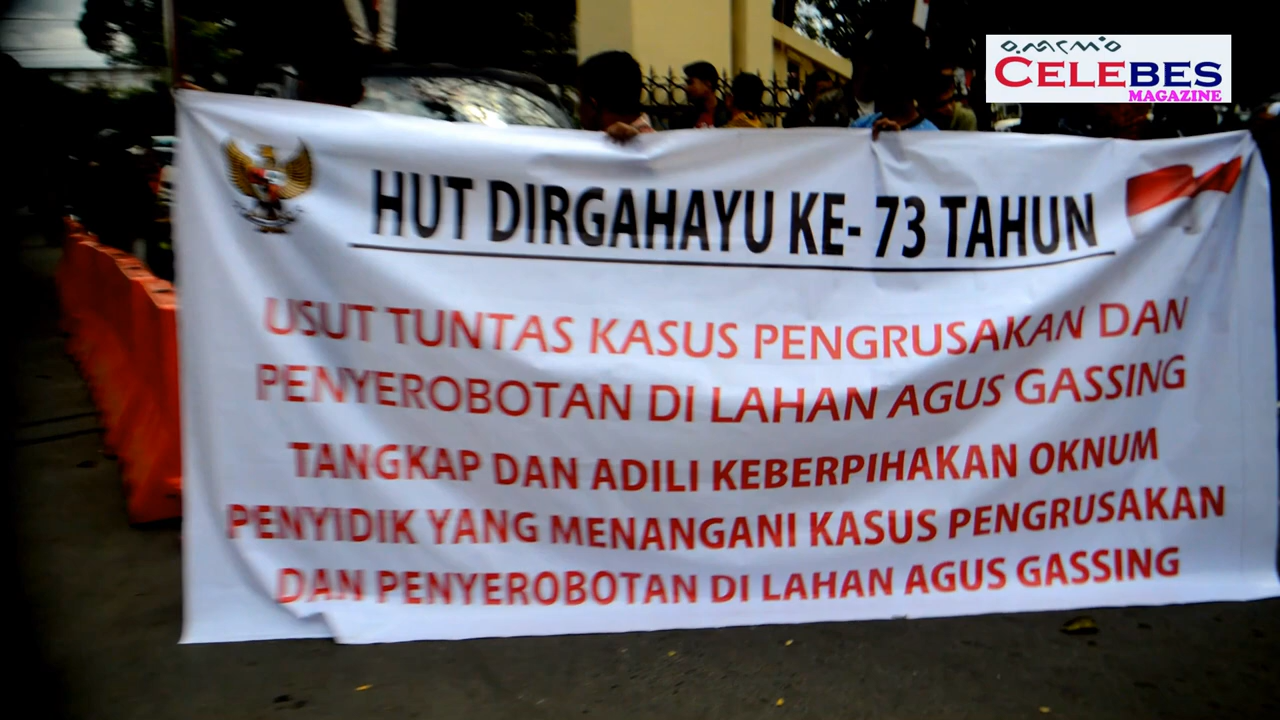 CELEBES
MAGAZINE
HUT DIRGAHAYU KE- 73 TAHUN
USUT TUNTAS KASUS PENGRUSAKAN DAN
PENYEROBOTAN DI LAHAN AGUS GASSING
TANGKAP DAN ADILI KEBERPIHAKAN OKNUM
PENYIDIK YANG MENANGANI KASUS PENGRUSAKAN
DAN PENYEROBOTAN DI LAHAN AGUS GASSING